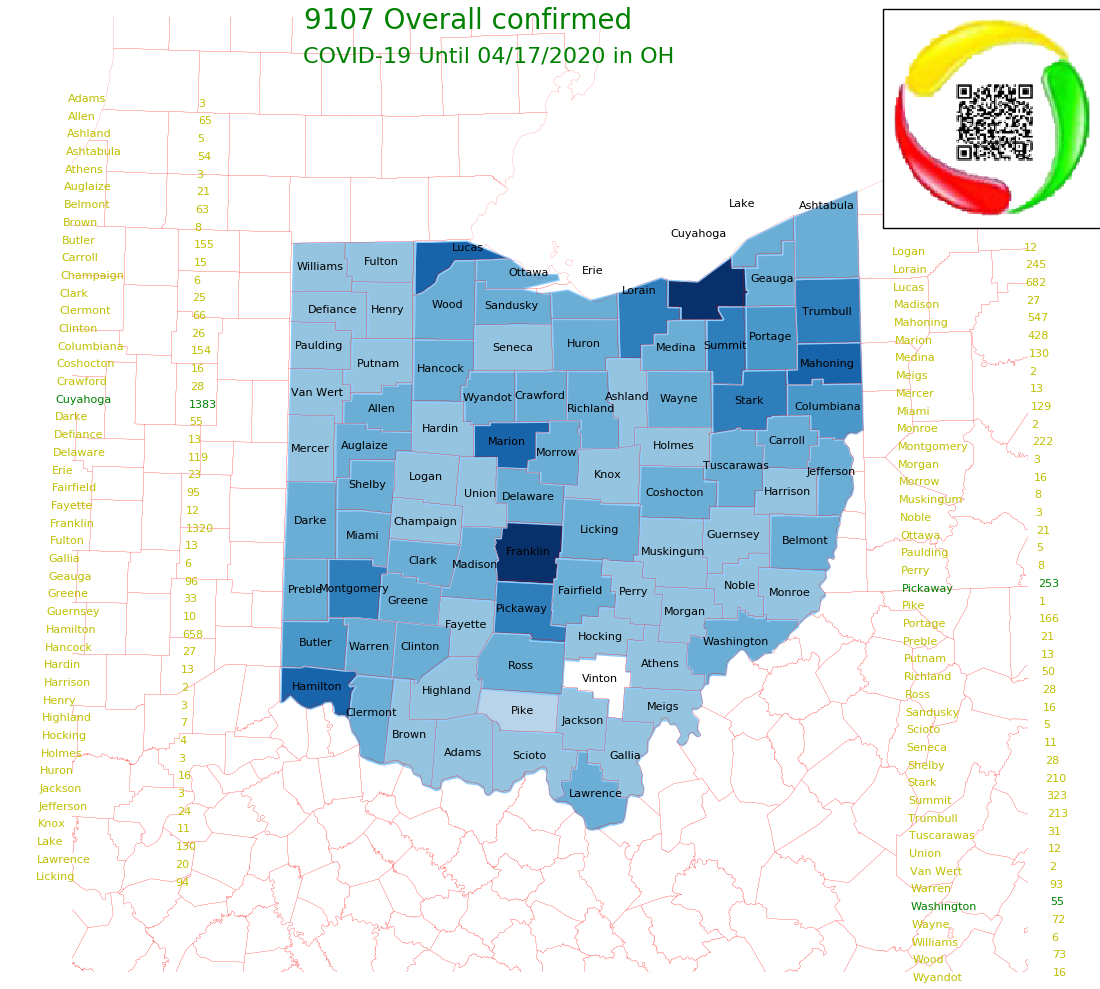 9107 Overall confirmed
COVID-19 Until 04/17/2020 in OH
Adams 3
Allen 65
Ashland 5
Ashtabula 54
Athens 3
Auglaize 21
Belmont 63
Brown 8
Butler 155
Carroll 15
Champaign 6
Clark 25
Clermont 66
Clinton 26
Columbiana 154
Coshocton 16
Crawford 28
Cuyahoga 1383
Darke 55
Defiance 13
Delaware 119
Erie 23
Fairfield 95
Fayette 12
Franklin 1320
Fulton 13
Gallia 6
Geauga 96
Greene 33
Guernsey 10
Hamilton 658
Hancock 27
Hardin 13
Harrison 2
Henry 3
Highland 7
Hocking 4
Holmes 3
Huron 16
Jackson 3
Jefferson 24
Knox 11
Lake 130
Lawrence 20
Licking 94
Lake
Ashtabula
Cuyahoga
Lucas
Williams
Fulton
Ottawa
Erie
Geauga
Lorain
Defiance
Henry
Wood
Sandusky
Trumbull
Paulding
Putnam
Seneca
Huron
Medina
Summit
Portage
Mahoning
Hancock
Van Wert
Allen
Wyandot
Crawford
Richland
Ashland
Wayne
Stark
Columbiana
Mercer
Auglaize
Hardin
Marion
Morrow
Holmes
Carroll
Tuscarawas
Jefferson
Shelby
Logan
Union
Delaware
Knox
Coshocton
Harrison
Darke
Miami
Champaign
Licking
Muskingum
Guernsey
Belmont
Clark
Madison
Franklin
Preble
Montgomery
Greene
Fairfield
Perry
Noble
Monroe
Pickaway
Fayette
Morgan
Butler
Warren
Clinton
Hocking
Washington
Ross
Athens
Vinton
Hamilton
Highland
Clermont
Pike
Jackson
Meigs
Brown
Adams
Scioto
Gallia
Lawrence
Logan 12
Lorain 245
Lucas 682
Madison 27
Mahoning 547
Marion 428
Medina 130
Meigs 2
Mercer 13
Miami 129
Monroe 2
Montgomery 222
Morgan 3
Morrow 16
Muskingum 8
Noble 3
Ottawa 21
Paulding 5
Perry 8
Pickaway 253
Pike 1
Portage 166
Preble 21
Putnam 13
Richland 50
Ross 28
Sandusky 16
Scioto 5
Seneca 11
Shelby 28
Stark 210
Summit 323
Trumbull 213
Tuscarawas 31
Union 12
Van Wert 2
Warren 93
Washington 55
Wayne 72
Williams 6
Wood 73
Wyandot 16